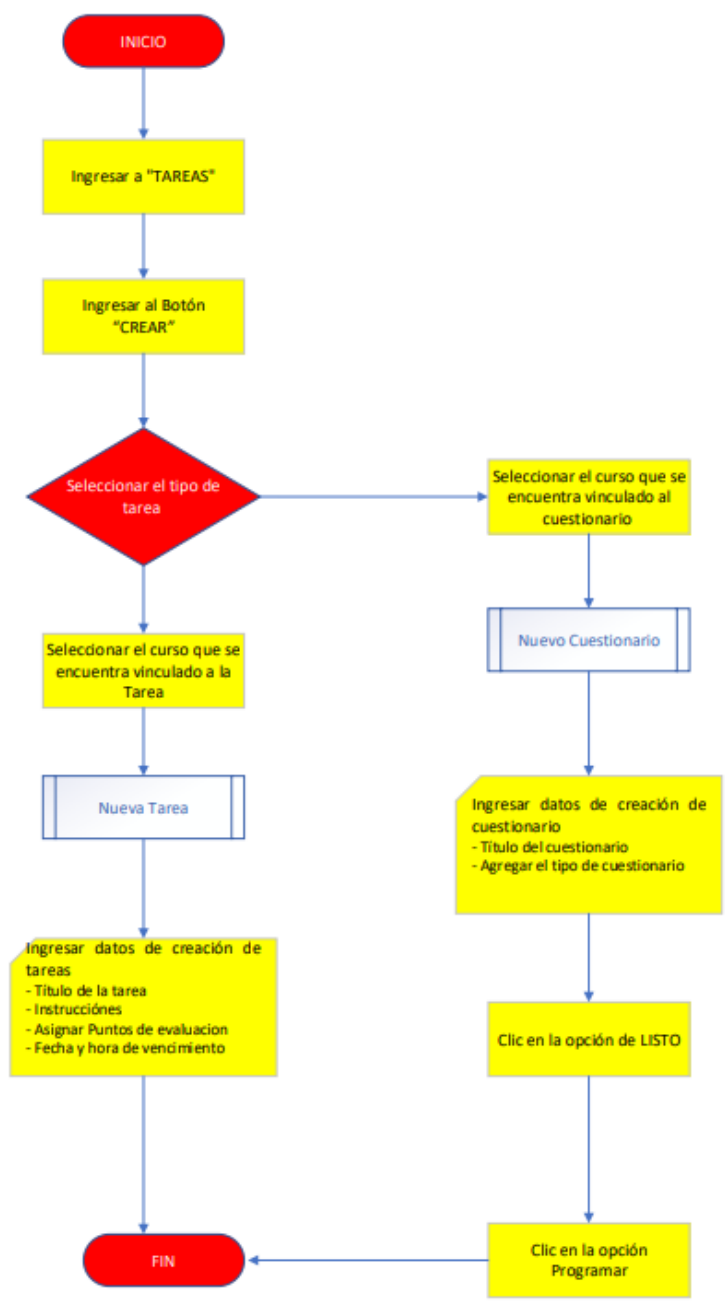 INICIO
Ingresar a "TAREAS"
Ingresar al Botón
“CREAR”
Seleccionar el tipo de
tarea
Seleccionar el curso que se
encuentra vinculado a la
Tarea
Nueva Tarea
Ingresar datos de creación de
tareas
- Título de la tarea
- Instrucciónes
- Asignar Puntos de evaluacion
- Fecha y hora de vencimiento
Seleccionar el curso que se
encuentra vinculado al
cuestionario
Nuevo Cuestionario
Ingresar datos de creación de
cuestionario
- Título del cuestionario
- Agregar el tipo de cuestionario
Clic en la opción de LISTO
Clic en la opción
Programar
FIN